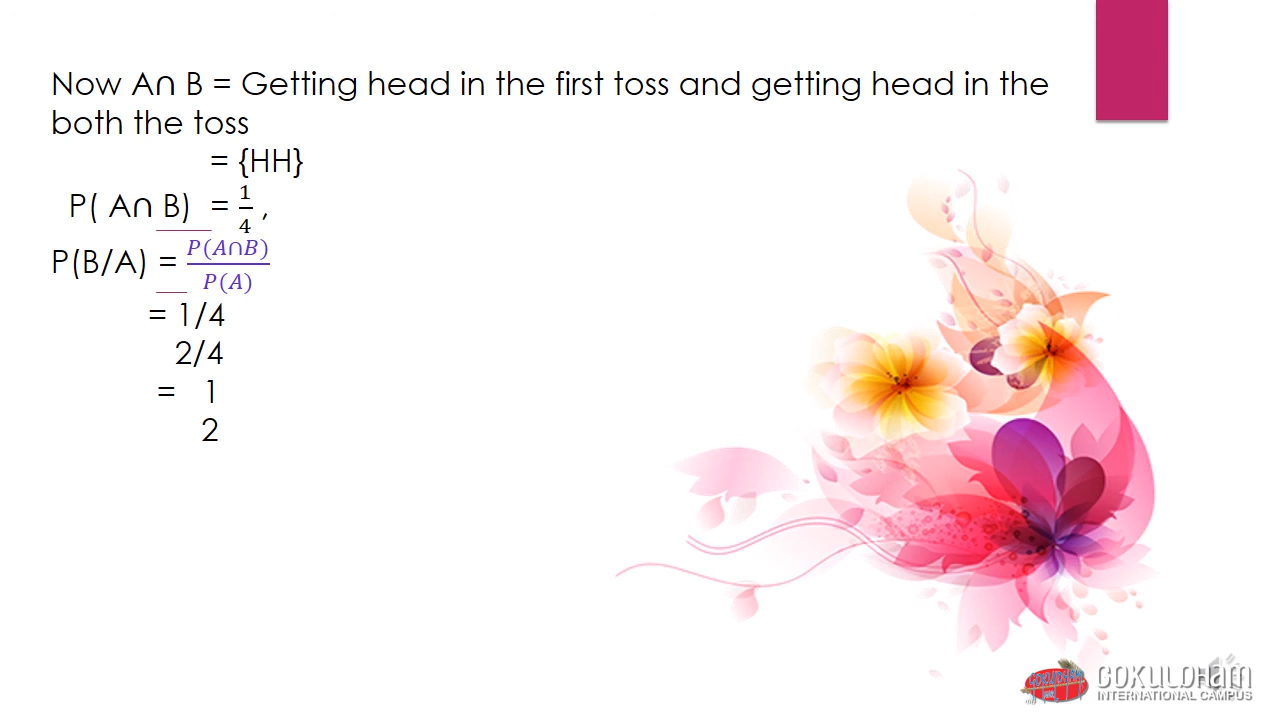 Now A∩ B = Getting head in the first toss and getting head in the
both the toss
= {HH}
P( A∩ B) = 1/4 ,
P(B/A) = P(A∩B)/P(A)
= 1/4
2/4
= 1
2
GOKULDHAM
INTERNATIONAL CAMPUS